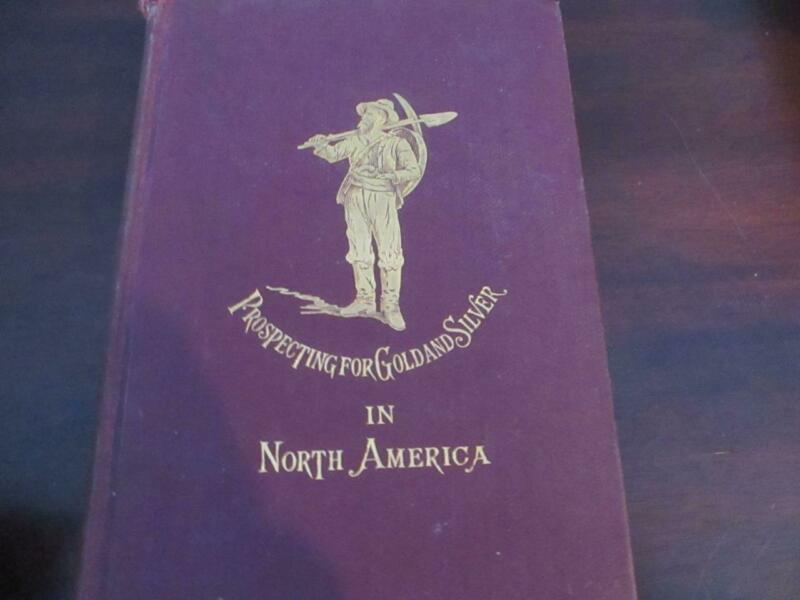 PROSPECTING FOR GOLD AND SILVER
IN
NORTH AMERICA